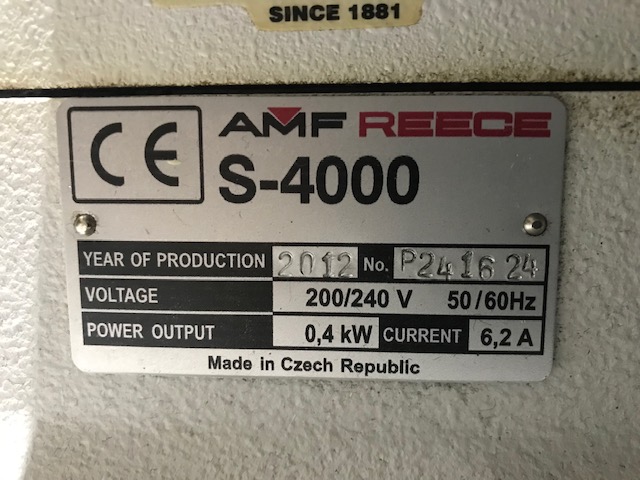 SINCE 1881
CE AMF REECE
S-4000
YEAR OF PRODUCTION 2012 No. P241624
VOLTAGE 200/240 V 50/60Hz
POWER OUTPUT 0,4 kW CURRENT 6,2 A
Made in Czech Republic